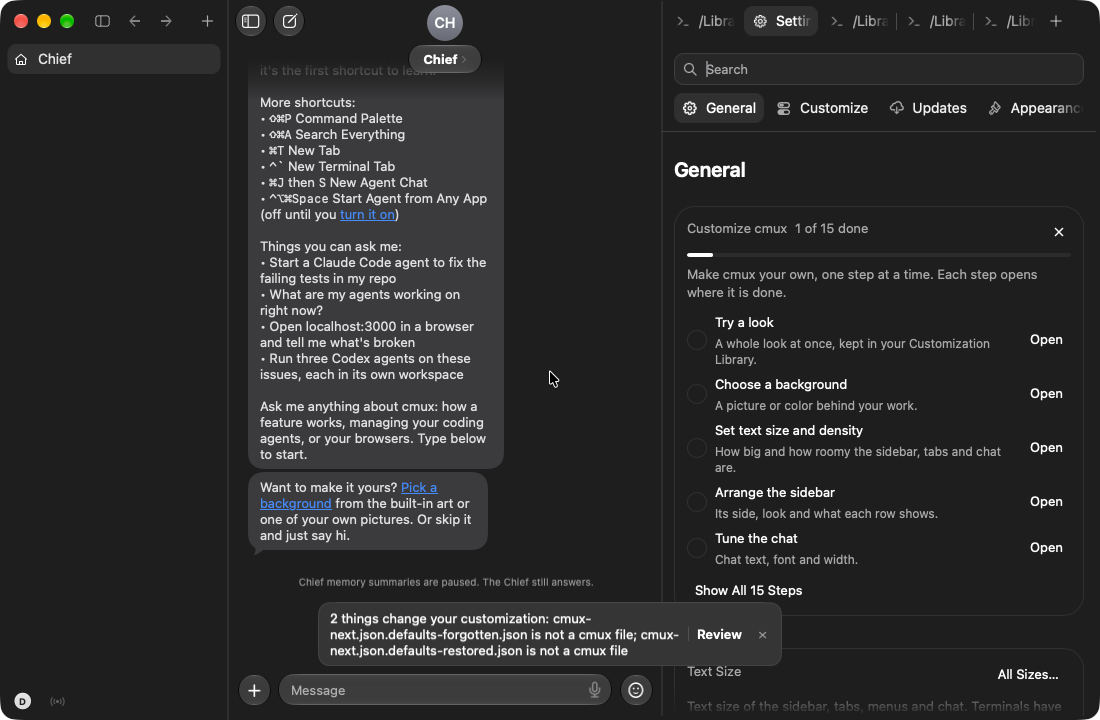 Chief
CH
Chief
it's the first shortcut to learn.
More shortcuts:
• ⇧⌘P Command Palette
• ⇧⌘A Search Everything
• ⌘T New Tab
• ^` New Terminal Tab
• ⌘J then S New Agent Chat
• ^⌥⌘Space Start Agent from Any App
(off until you turn it on)
Things you can ask me:
• Start a Claude Code agent to fix the
failing tests in my repo
• What are my agents working on
right now?
• Open localhost:3000 in a browser
and tell me what's broken
• Run three Codex agents on these
issues, each in its own workspace
Ask me anything about cmux: how a
feature works, managing your coding
agents, or your browsers. Type below
to start.
Want to make it yours? Pick a
background from the built-in art or
one of your own pictures. Or skip it
and just say hi.
Chief memory summaries are paused. The Chief still answers.
2 things change your customization: cmux-
next.json.defaults-forgotten.json is not a cmux file; cmux-
next.json.defaults-restored.json is not a cmux file
Review
Message
D
/Libra
Settin
/Libra
/Libra
/Libr
Search
General
Customize
Updates
Appearanc
General
Customize cmux 1 of 15 done
Make cmux your own, one step at a time. Each step opens
where it is done.
Try a look
A whole look at once, kept in your Customization
Library.
Open
Choose a background
A picture or color behind your work.
Open
Set text size and density
How big and how roomy the sidebar, tabs and chat
are.
Open
Arrange the sidebar
Its side, look and what each row shows.
Open
Tune the chat
Chat text, font and width.
Open
Show All 15 Steps
Text Size
All Sizes...
Text size of the sidebar, tabs, menus and chat. Terminals have